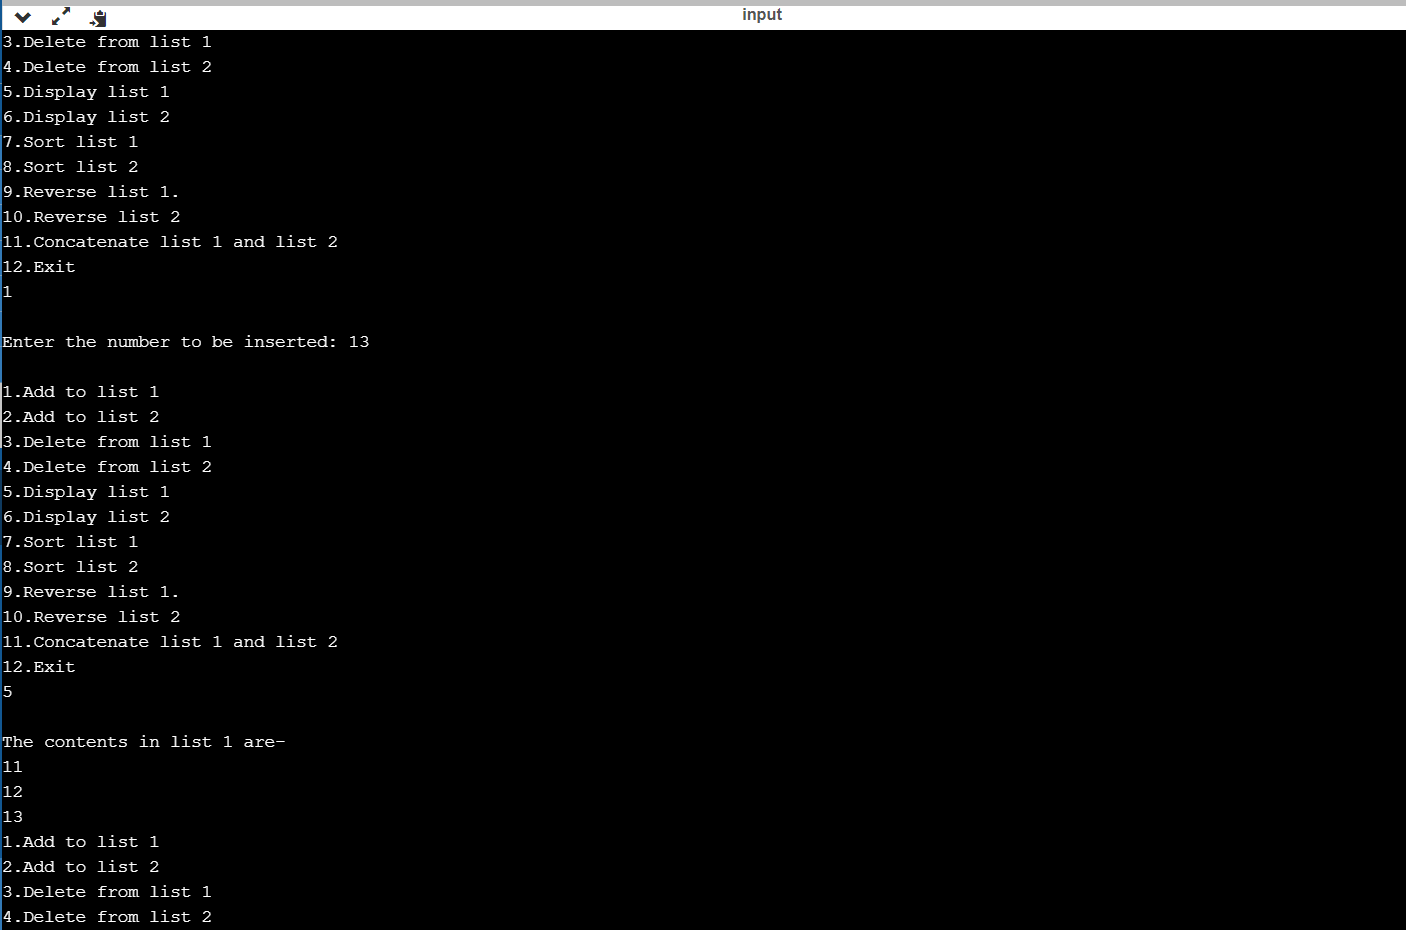 input
3.Delete from list 1
4.Delete from list 2
5.Display list 1
6.Display list 2
7.Sort list 1
8.Sort list 2
9.Reverse list 1.
10.Reverse list 2
11.Concatenate list 1 and list 2
12.Exit
1
Enter the number to be inserted: 13
1.Add to list 1
2.Add to list 2
3.Delete from list 1
4.Delete from list 2
5.Display list 1
6.Display list 2
7.Sort list 1
8.Sort list 2
9.Reverse list 1.
10.Reverse list 2
11.Concatenate list 1 and list 2
12.Exit
5
The contents in list 1 are-
11
12
13
1.Add to list 1
2.Add to list 2
3.Delete from list 1
4.Delete from list 2